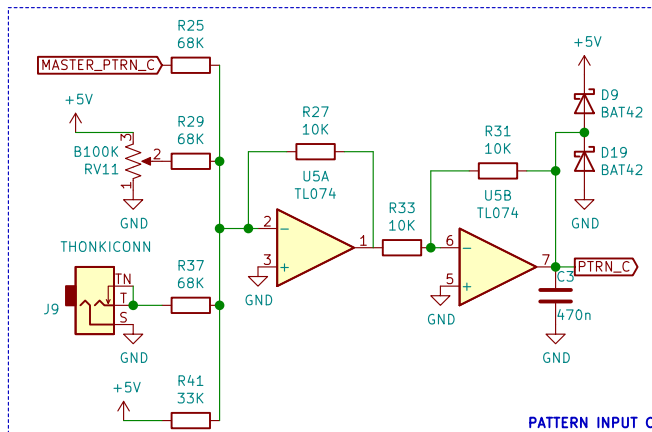 R25
68K
MASTER_PTRN_C
+5V
D9
BAT42
+5V
R29
68K
R27
10K
R31
10K
D19
BAT42
B100K
RV11
3
2
1
GND
U5A
TL074
U5B
TL074
GND
R33
10K
2
3
1
6
5
7
−
+
−
+
GND
GND
PTRN_C
C3
470n
GND
THONKICONN
J9
TN
T
S
GND
R37
68K
+5V
R41
33K
PATTERN INPUT C